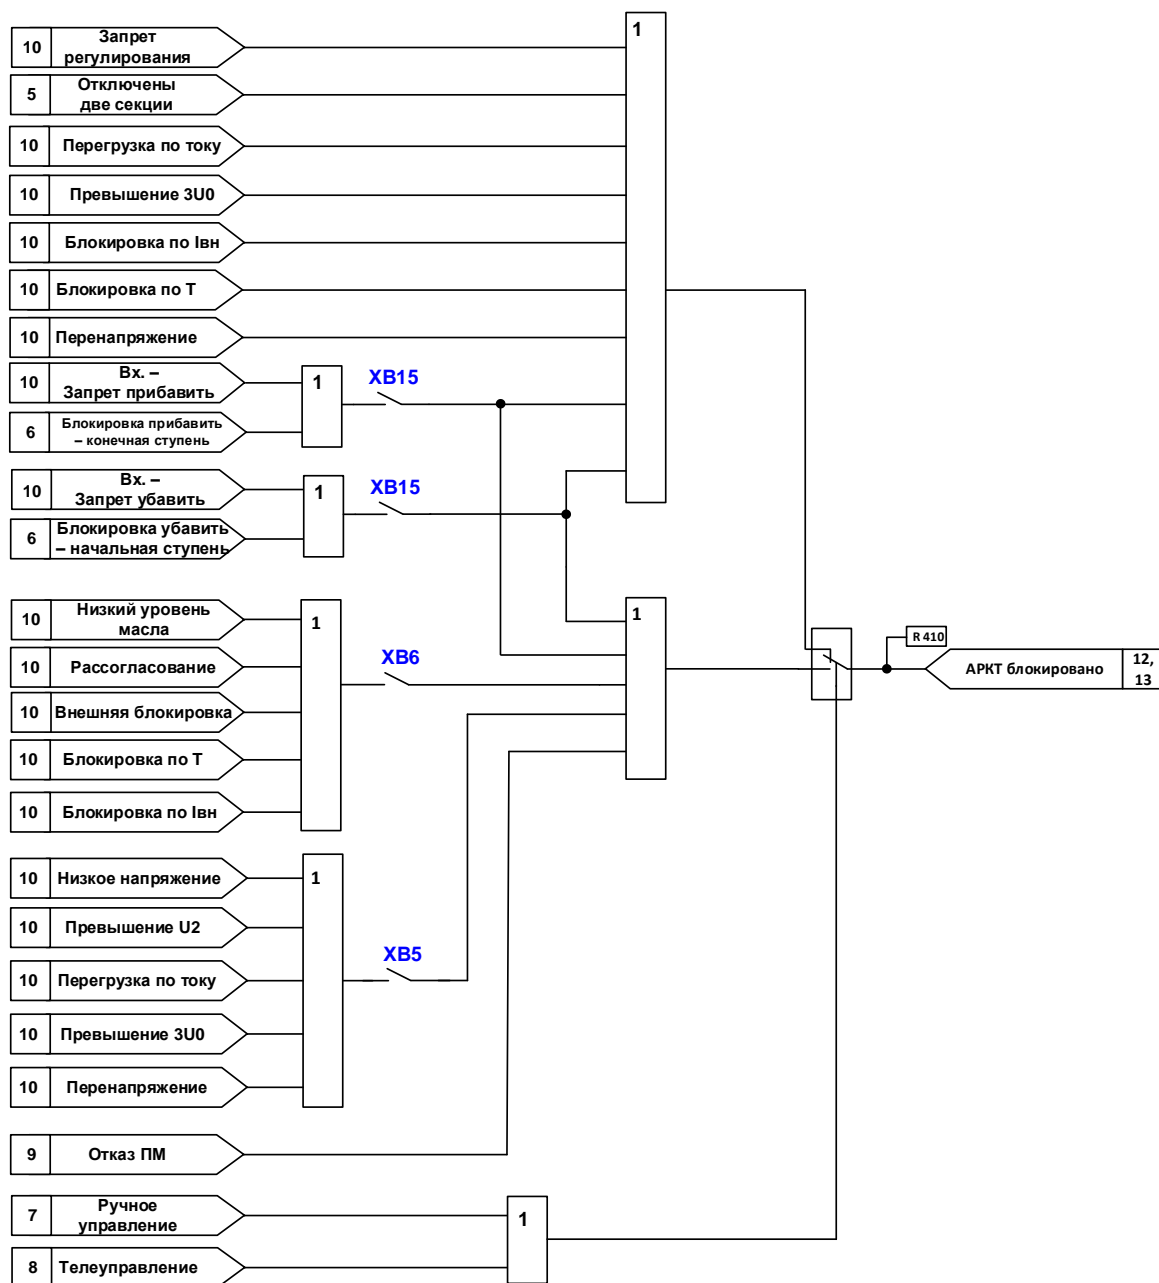 1
10 Запрет
регулирования
5 Отключены
две секции
10 Перегрузка по току
10 Превышение 3U0
10 Блокировка по Iвн
10 Блокировка по Т
10 Перенапряжение
10 Вх. –
Запрет прибавить
1
XB15
6 Блокировка прибавить
– конечная ступень
10 Вх. –
Запрет убавить
1
XB15
6 Блокировка убавить
– начальная ступень
10 Низкий уровень
масла
1
1
R 410
10 Рассогласование
XB6
АРКТ блокировано
12,
13
10 Внешняя блокировка
10 Блокировка по Т
10 Блокировка по Iвн
10 Низкое напряжение
1
10 Превышение U2
XB5
10 Перегрузка по току
10 Превышение 3U0
10 Перенапряжение
9 Отказ ПМ
7 Ручное
управление
1
8 Телеуправление